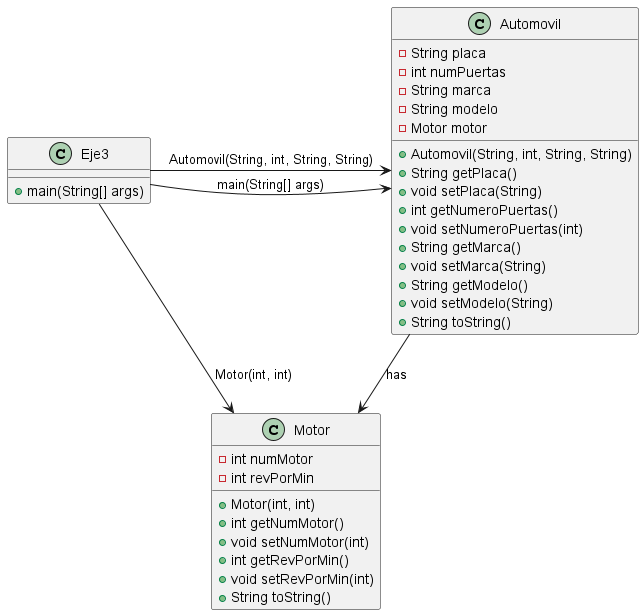 C Automovil
String placa
int numPuertas
String marca
String modelo
Motor motor
Automovil(String, int, String, String)
String getPlaca()
void setPlaca(String)
int getNumeroPuertas()
void setNumeroPuertas(int)
String getMarca()
void setMarca(String)
String getModelo()
void setModelo(String)
String toString()
C Eje3
main(String[] args)
Automovil(String, int, String, String)
main(String[] args)
Motor(int, int)
has
C Motor
int numMotor
int revPorMin
Motor(int, int)
int getNumMotor()
void setNumMotor(int)
int getRevPorMin()
void setRevPorMin(int)
String toString()